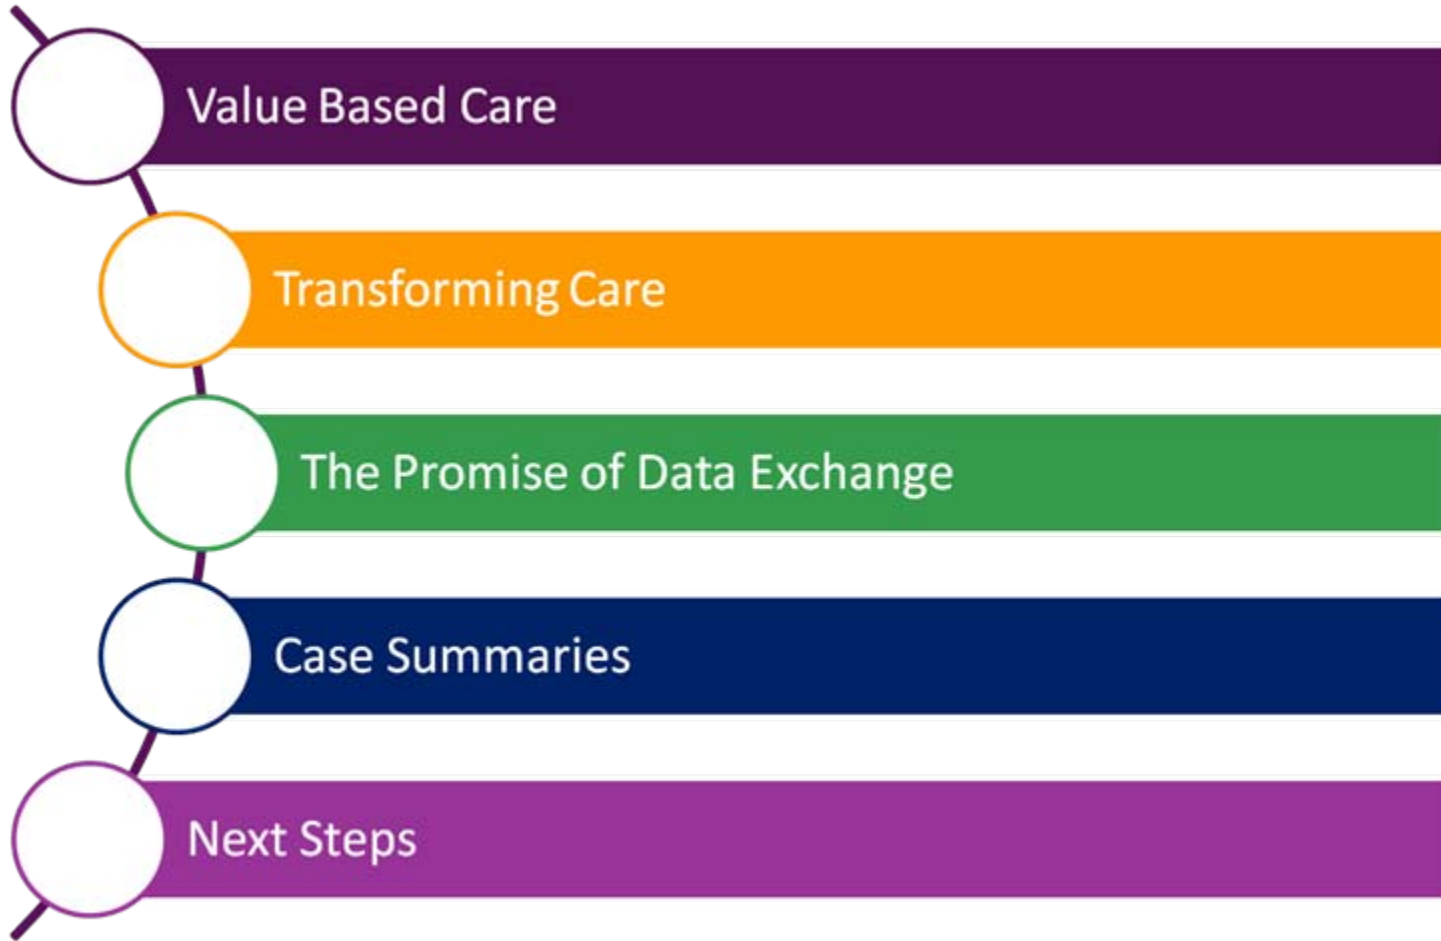 Value Based Care
Transforming Care
The Promise of Data Exchange
Case Summaries
Next Steps